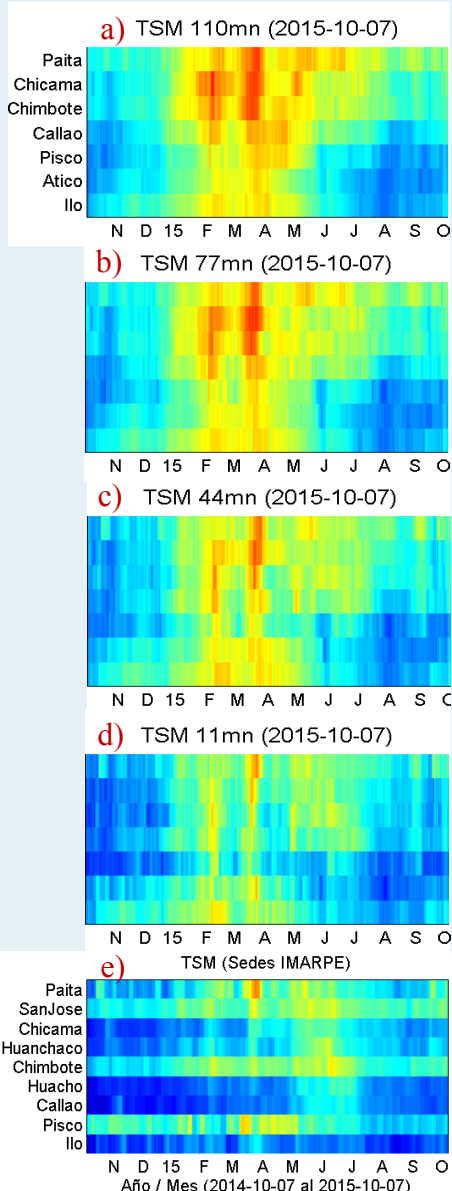 a) TSM 110mn (2015-10-07)
Paita
Chicama
Chimbote
Callao
Pisco
Atico
Ilo
N D 15 F M A M J J A S O
b) TSM 77mn (2015-10-07)
N D 15 F M A M J J A S O
c) TSM 44mn (2015-10-07)
N D 15 F M A M J J A S O
d) TSM 11mn (2015-10-07)
N D 15 F M A M J J A S O
e) TSM (Sedes IMARPE)
Paita
SanJose
Chicama
Huanchaco
Chimbote
Huacho
Callao
Pisco
Ilo
N D 15 F M A M J J A S O
Año / Mes (2014-10-07 al 2015-10-07)